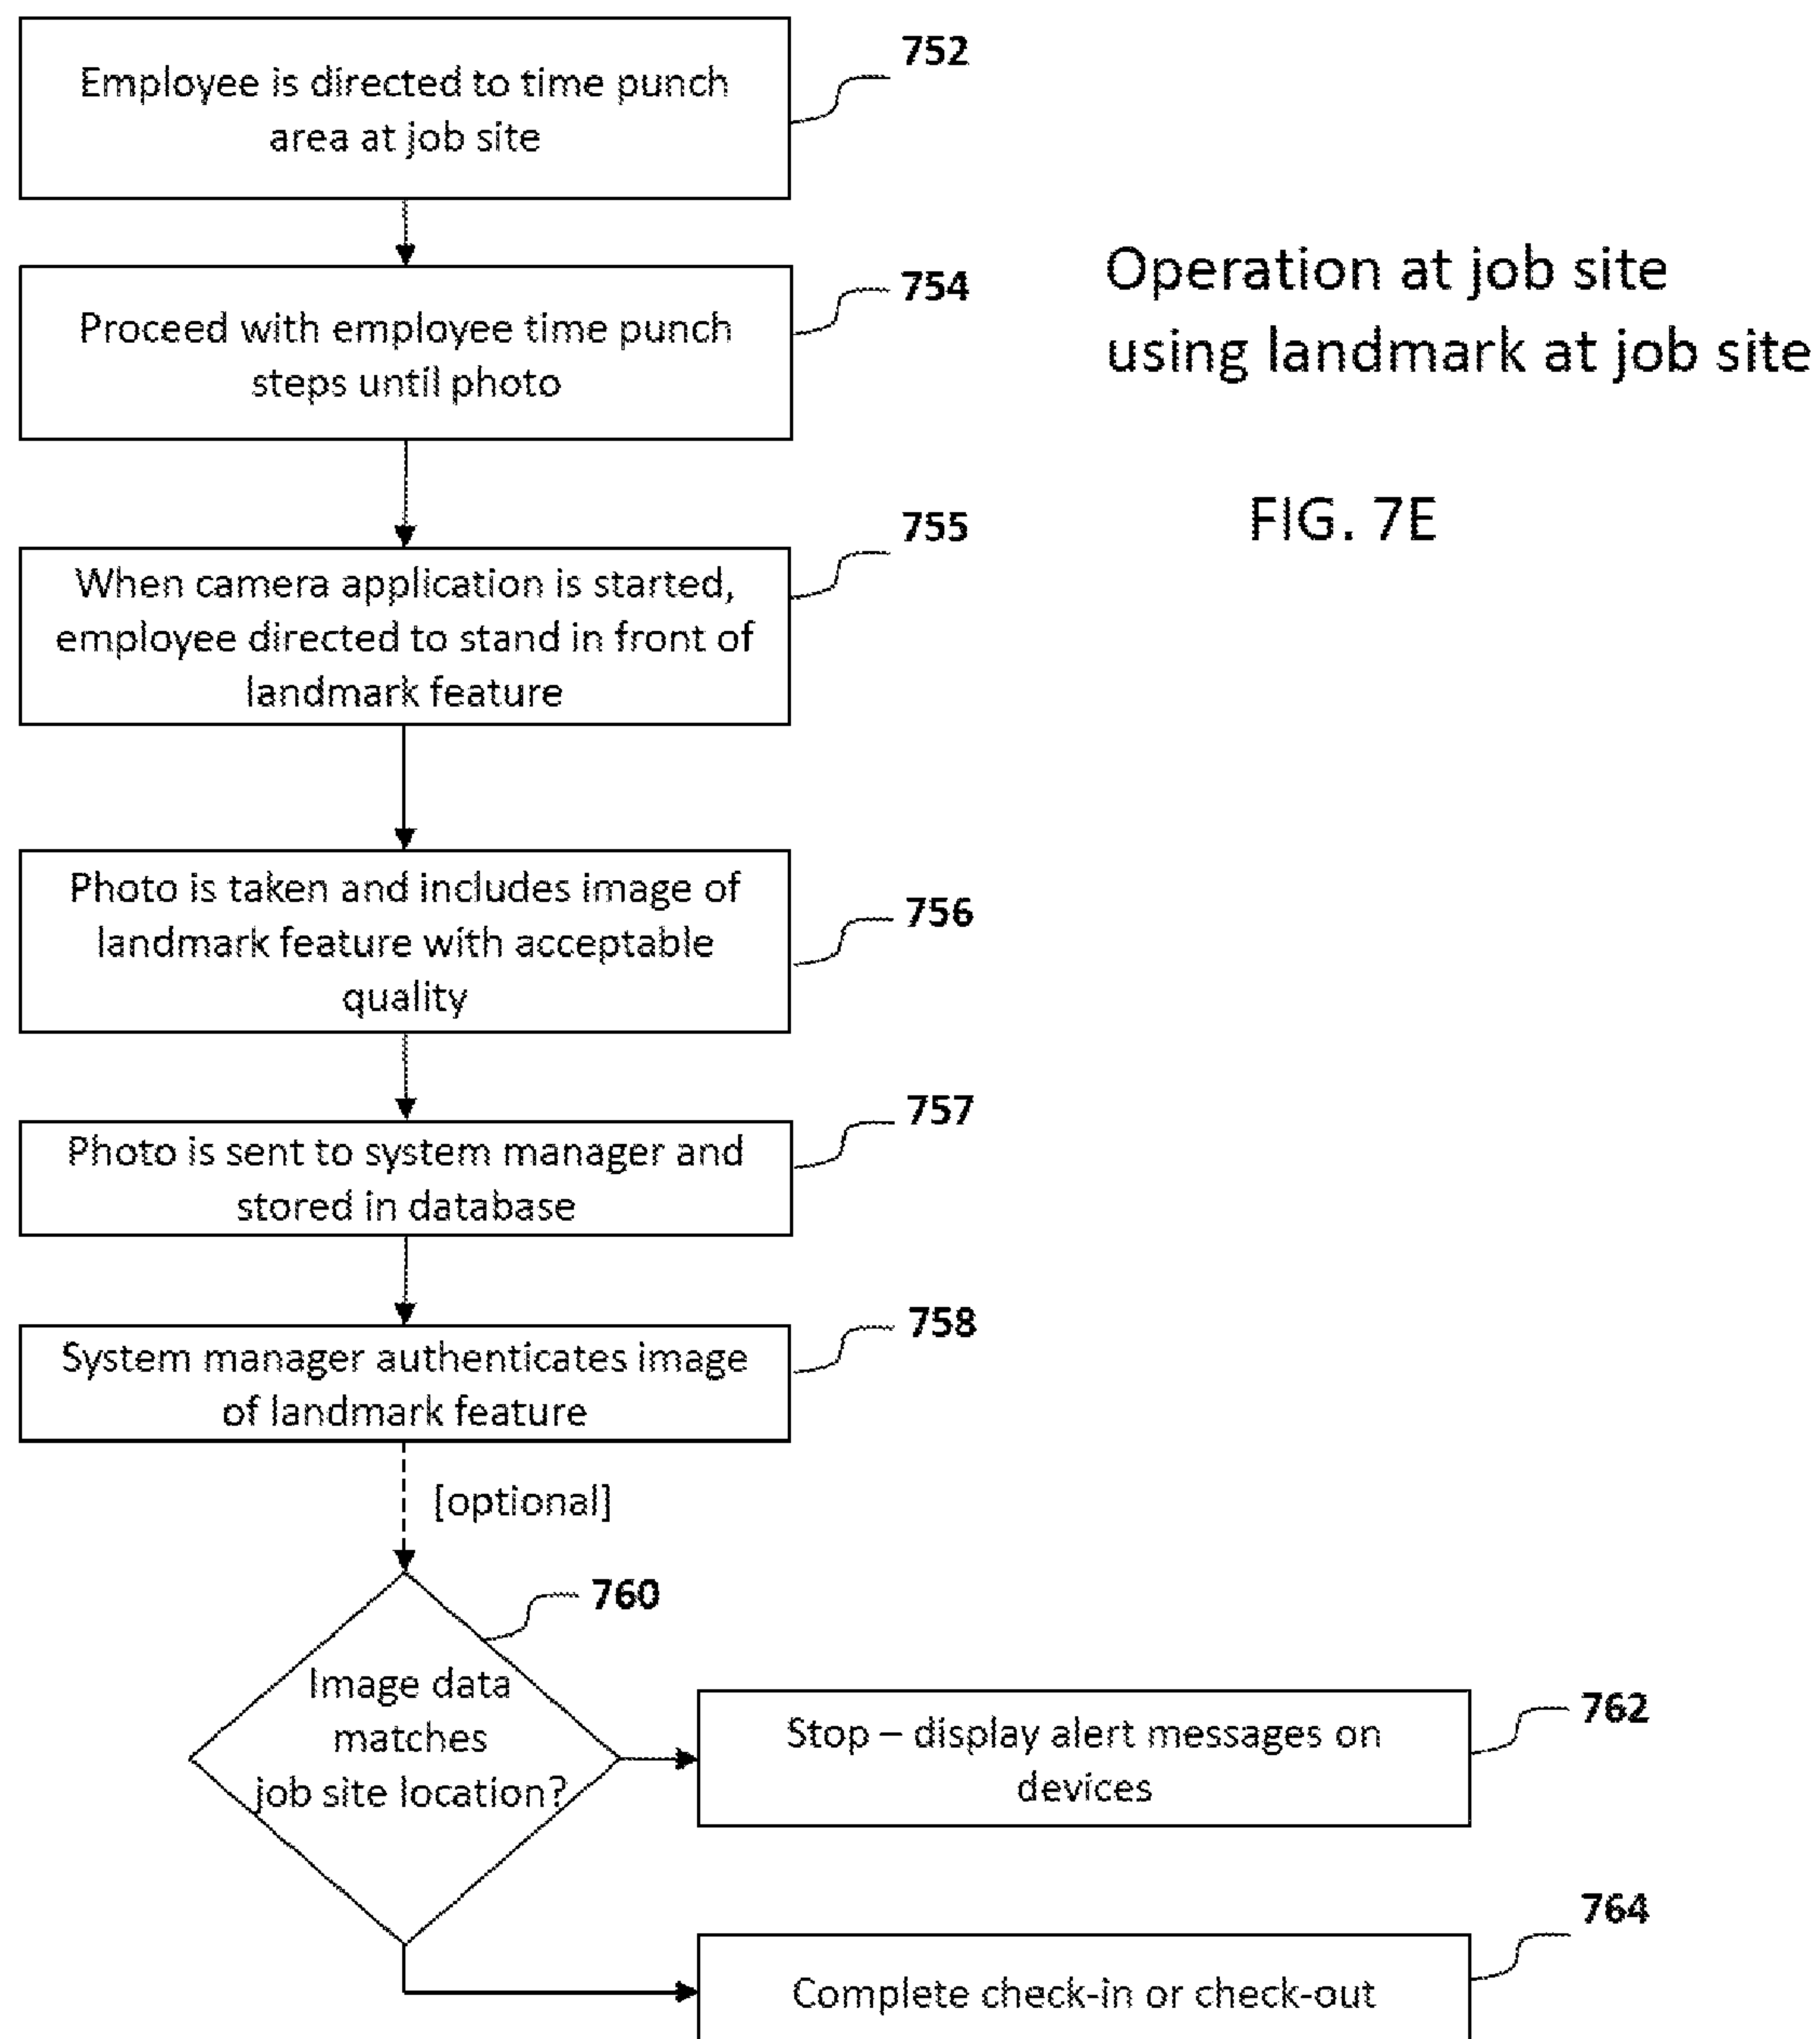 Employee is directed to time punch
area at job site
752
Proceed with employee time punch
steps until photo
754
Operation at job site
using landmark at job site
FIG. 7E
When camera application is started,
employee directed to stand in front of
landmark feature
755
Photo is taken and includes image of
landmark feature with acceptable
quality
756
Photo is sent to system manager and
stored in database
757
System manager authenticates image
of landmark feature
758
[optional]
Image data
matches
job site location?
760
Stop – display alert messages on
devices
762
Complete check-in or check-out
764